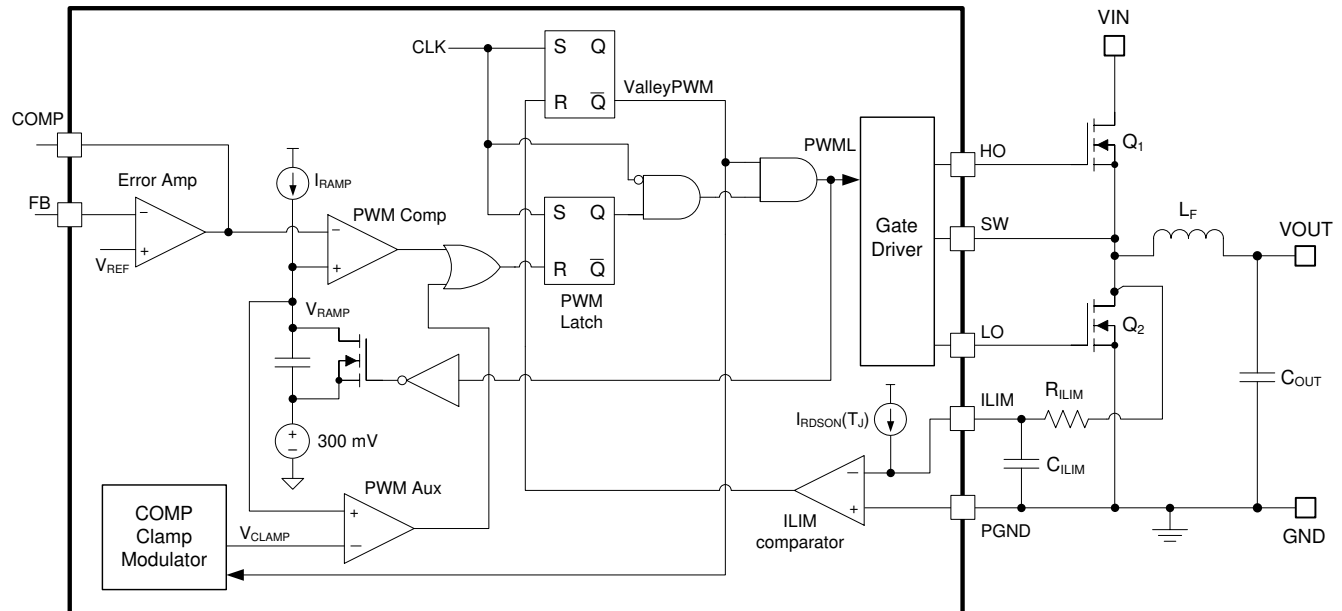 VIN
CLK
S Q
R Q̅
ValleyPWM
COMP
PWML
HO
Q1
Error Amp
IRAMP
FB
PWM Comp
−
+
VREF
−
+
S Q
R Q̅
PWM
Latch
Gate
Driver
SW
LF
VOUT
VRAMP
LO
Q2
COUT
RILIM
ILIM
IRDSON(TJ)
+
−
300 mV
CILIM
PWM Aux
COMP
Clamp
Modulator
VCLAMP
+
−
−
+
ILIM
comparator
PGND
GND